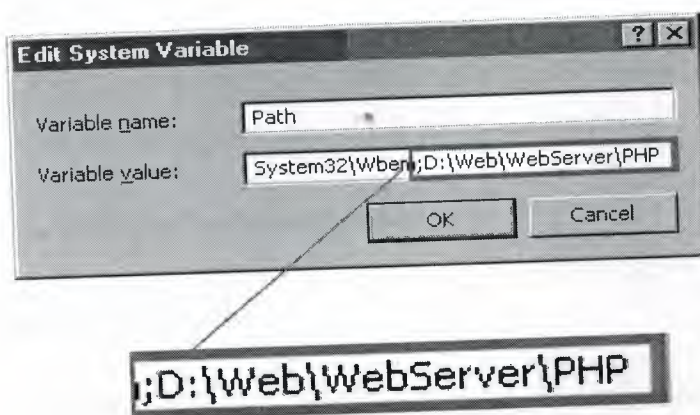 Edit System Variable
? X
Variable name: Path
Variable value: System32\Wbem;D:\Web\WebServer\PHP
OK Cancel
;D:\Web\WebServer\PHP